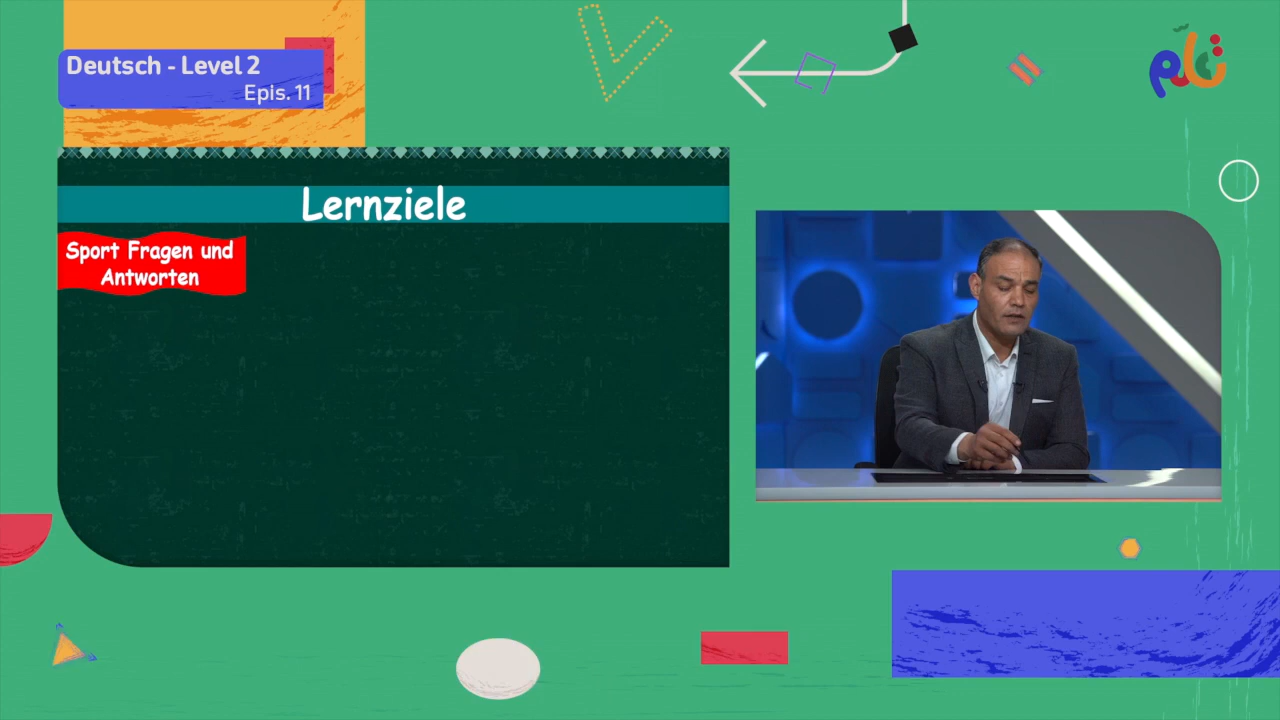 Deutsch - Level 2
Epis. 11
Lernziele
Sport Fragen und
Antworten